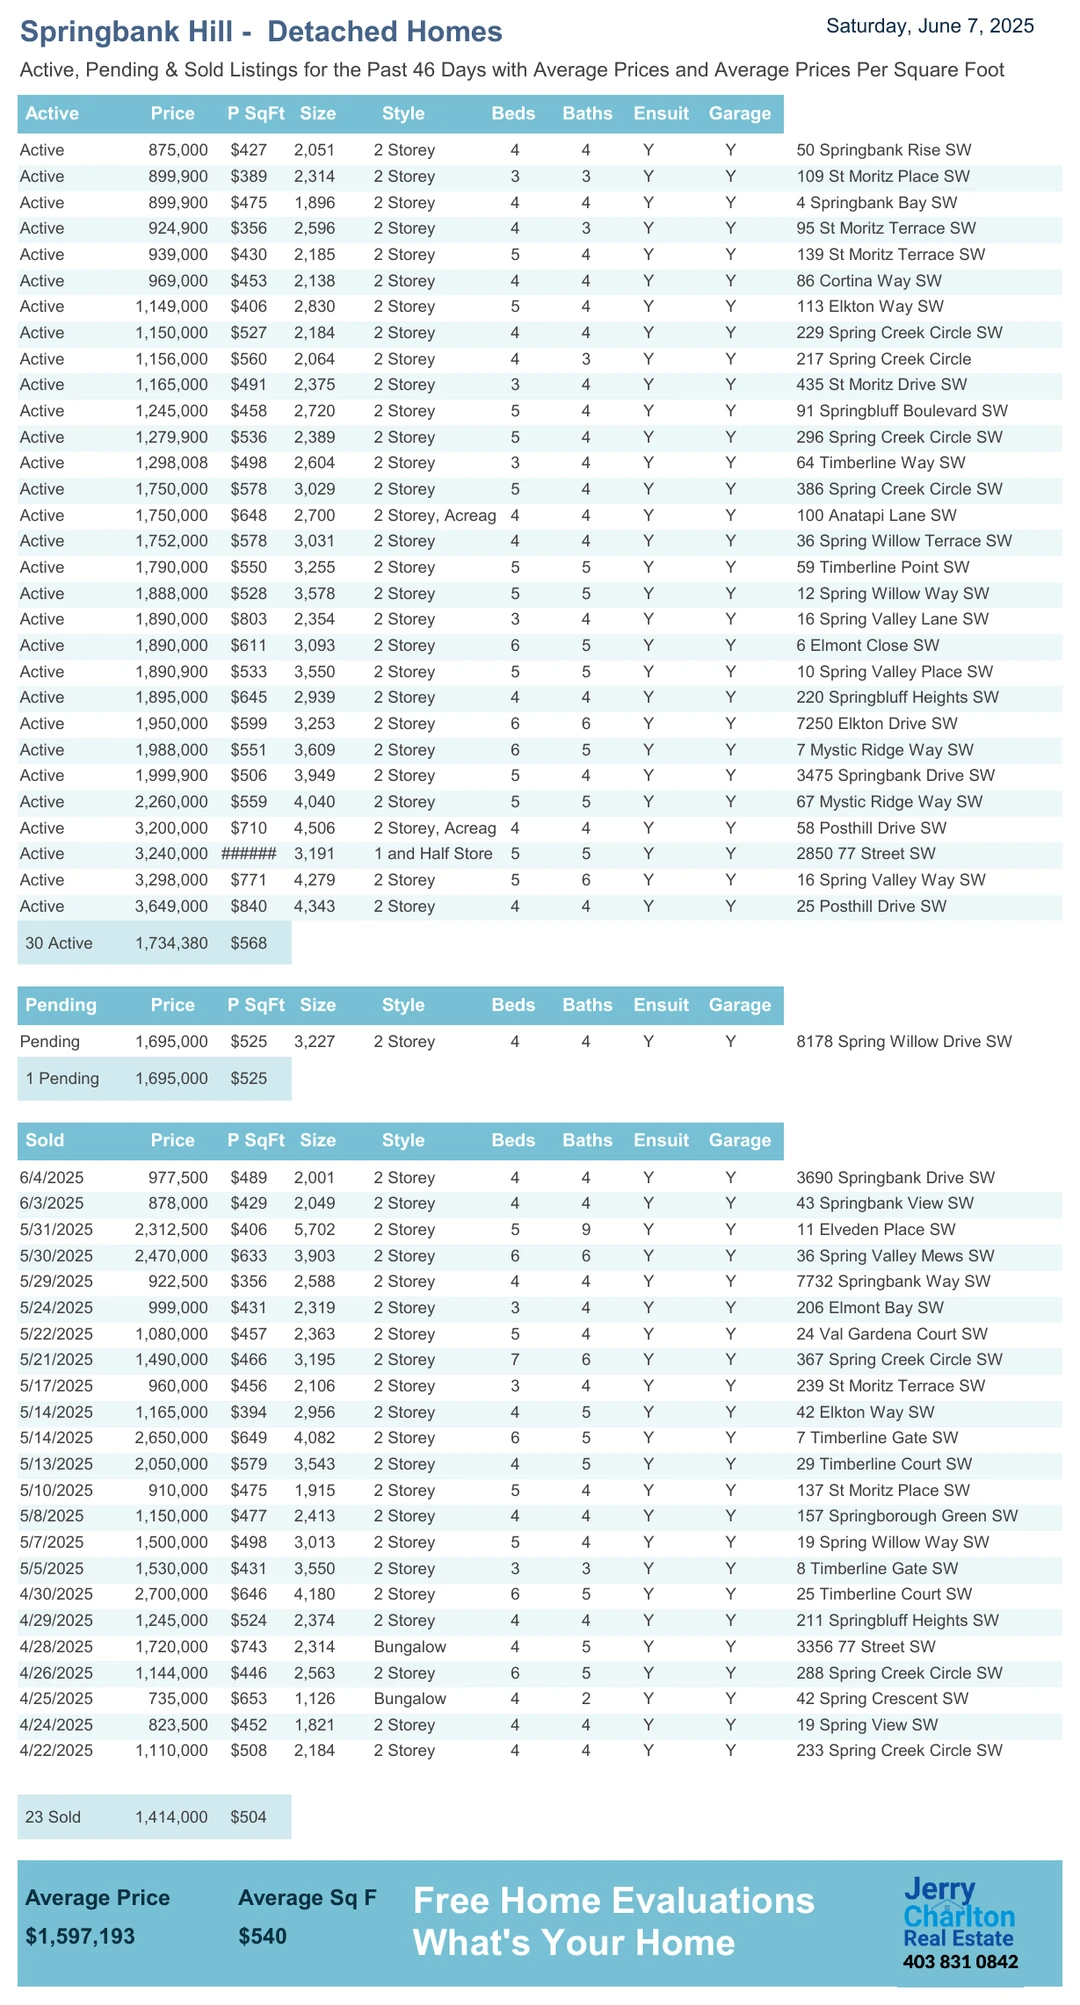 Springbank Hill -  Detached Homes
Saturday, June 7, 2025
Active, Pending & Sold Listings for the Past 46 Days with Average Prices and Average Prices Per Square Foot
Active Price P SqFt Size Style Beds Baths Ensuit Garage
Active 875,000 $427 2,051 2 Storey 4 4 Y Y 50 Springbank Rise SW
Active 899,900 $389 2,314 2 Storey 3 3 Y Y 109 St Moritz Place SW
Active 899,900 $475 1,896 2 Storey 4 4 Y Y 4 Springbank Bay SW
Active 924,900 $356 2,596 2 Storey 4 3 Y Y 95 St Moritz Terrace SW
Active 939,000 $430 2,185 2 Storey 5 4 Y Y 139 St Moritz Terrace SW
Active 969,000 $453 2,138 2 Storey 4 4 Y Y 86 Cortina Way SW
Active 1,149,000 $406 2,830 2 Storey 5 4 Y Y 113 Elkton Way SW
Active 1,150,000 $527 2,184 2 Storey 4 4 Y Y 229 Spring Creek Circle SW
Active 1,156,000 $560 2,064 2 Storey 4 3 Y Y 217 Spring Creek Circle
Active 1,165,000 $491 2,375 2 Storey 3 4 Y Y 435 St Moritz Drive SW
Active 1,245,000 $458 2,720 2 Storey 5 4 Y Y 91 Springbluff Boulevard SW
Active 1,279,900 $536 2,389 2 Storey 5 4 Y Y 296 Spring Creek Circle SW
Active 1,298,008 $498 2,604 2 Storey 3 4 Y Y 64 Timberline Way SW
Active 1,750,000 $578 3,029 2 Storey 5 4 Y Y 386 Spring Creek Circle SW
Active 1,750,000 $648 2,700 2 Storey, Acreag 4 4 Y Y 100 Anatapi Lane SW
Active 1,752,000 $578 3,031 2 Storey 4 4 Y Y 36 Spring Willow Terrace SW
Active 1,790,000 $550 3,255 2 Storey 5 5 Y Y 59 Timberline Point SW
Active 1,888,000 $528 3,578 2 Storey 5 5 Y Y 12 Spring Willow Way SW
Active 1,890,000 $803 2,354 2 Storey 3 4 Y Y 16 Spring Valley Lane SW
Active 1,890,000 $611 3,093 2 Storey 6 5 Y Y 6 Elmont Close SW
Active 1,890,900 $533 3,550 2 Storey 5 5 Y Y 10 Spring Valley Place SW
Active 1,895,000 $645 2,939 2 Storey 4 4 Y Y 220 Springbluff Heights SW
Active 1,950,000 $599 3,253 2 Storey 6 6 Y Y 7250 Elkton Drive SW
Active 1,988,000 $551 3,609 2 Storey 6 5 Y Y 7 Mystic Ridge Way SW
Active 1,999,900 $506 3,949 2 Storey 5 4 Y Y 3475 Springbank Drive SW
Active 2,260,000 $559 4,040 2 Storey 5 5 Y Y 67 Mystic Ridge Way SW
Active 3,200,000 $710 4,506 2 Storey, Acreag 4 4 Y Y 58 Posthill Drive SW
Active 3,240,000 ###### 3,191 1 and Half Store 5 5 Y Y 2850 77 Street SW
Active 3,298,000 $771 4,279 2 Storey 5 6 Y Y 16 Spring Valley Way SW
Active 3,649,000 $840 4,343 2 Storey 4 4 Y Y 25 Posthill Drive SW
30 Active 1,734,380 $568
Pending Price P SqFt Size Style Beds Baths Ensuit Garage
Pending 1,695,000 $525 3,227 2 Storey 4 4 Y Y 8178 Spring Willow Drive SW
1 Pending 1,695,000 $525
Sold Price P SqFt Size Style Beds Baths Ensuit Garage
6/4/2025 977,500 $489 2,001 2 Storey 4 4 Y Y 3690 Springbank Drive SW
6/3/2025 878,000 $429 2,049 2 Storey 4 4 Y Y 43 Springbank View SW
5/31/2025 2,312,500 $406 5,702 2 Storey 5 9 Y Y 11 Elveden Place SW
5/30/2025 2,470,000 $633 3,903 2 Storey 6 6 Y Y 36 Spring Valley Mews SW
5/29/2025 922,500 $356 2,588 2 Storey 4 4 Y Y 7732 Springbank Way SW
5/24/2025 999,000 $431 2,319 2 Storey 3 4 Y Y 206 Elmont Bay SW
5/22/2025 1,080,000 $457 2,363 2 Storey 5 4 Y Y 24 Val Gardena Court SW
5/21/2025 1,490,000 $466 3,195 2 Storey 7 6 Y Y 367 Spring Creek Circle SW
5/17/2025 960,000 $456 2,106 2 Storey 3 4 Y Y 239 St Moritz Terrace SW
5/14/2025 1,165,000 $394 2,956 2 Storey 4 5 Y Y 42 Elkton Way SW
5/14/2025 2,650,000 $649 4,082 2 Storey 6 5 Y Y 7 Timberline Gate SW
5/13/2025 2,050,000 $579 3,543 2 Storey 4 5 Y Y 29 Timberline Court SW
5/10/2025 910,000 $475 1,915 2 Storey 5 4 Y Y 137 St Moritz Place SW
5/8/2025 1,150,000 $477 2,413 2 Storey 4 4 Y Y 157 Springborough Green SW
5/7/2025 1,500,000 $498 3,013 2 Storey 5 4 Y Y 19 Spring Willow Way SW
5/5/2025 1,530,000 $431 3,550 2 Storey 3 3 Y Y 8 Timberline Gate SW
4/30/2025 2,700,000 $646 4,180 2 Storey 6 5 Y Y 25 Timberline Court SW
4/29/2025 1,245,000 $524 2,374 2 Storey 4 4 Y Y 211 Springbluff Heights SW
4/28/2025 1,720,000 $743 2,314 Bungalow 4 5 Y Y 3356 77 Street SW
4/26/2025 1,144,000 $446 2,563 2 Storey 6 5 Y Y 288 Spring Creek Circle SW
4/25/2025 735,000 $653 1,126 Bungalow 4 2 Y Y 42 Spring Crescent SW
4/24/2025 823,500 $452 1,821 2 Storey 4 4 Y Y 19 Spring View SW
4/22/2025 1,110,000 $508 2,184 2 Storey 4 4 Y Y 233 Spring Creek Circle SW
23 Sold 1,414,000 $504
Average Price Average Sq F
$1,597,193 $540
Free Home Evaluations
What's Your Home
Jerry
Charlton
Real Estate
403 831 0842